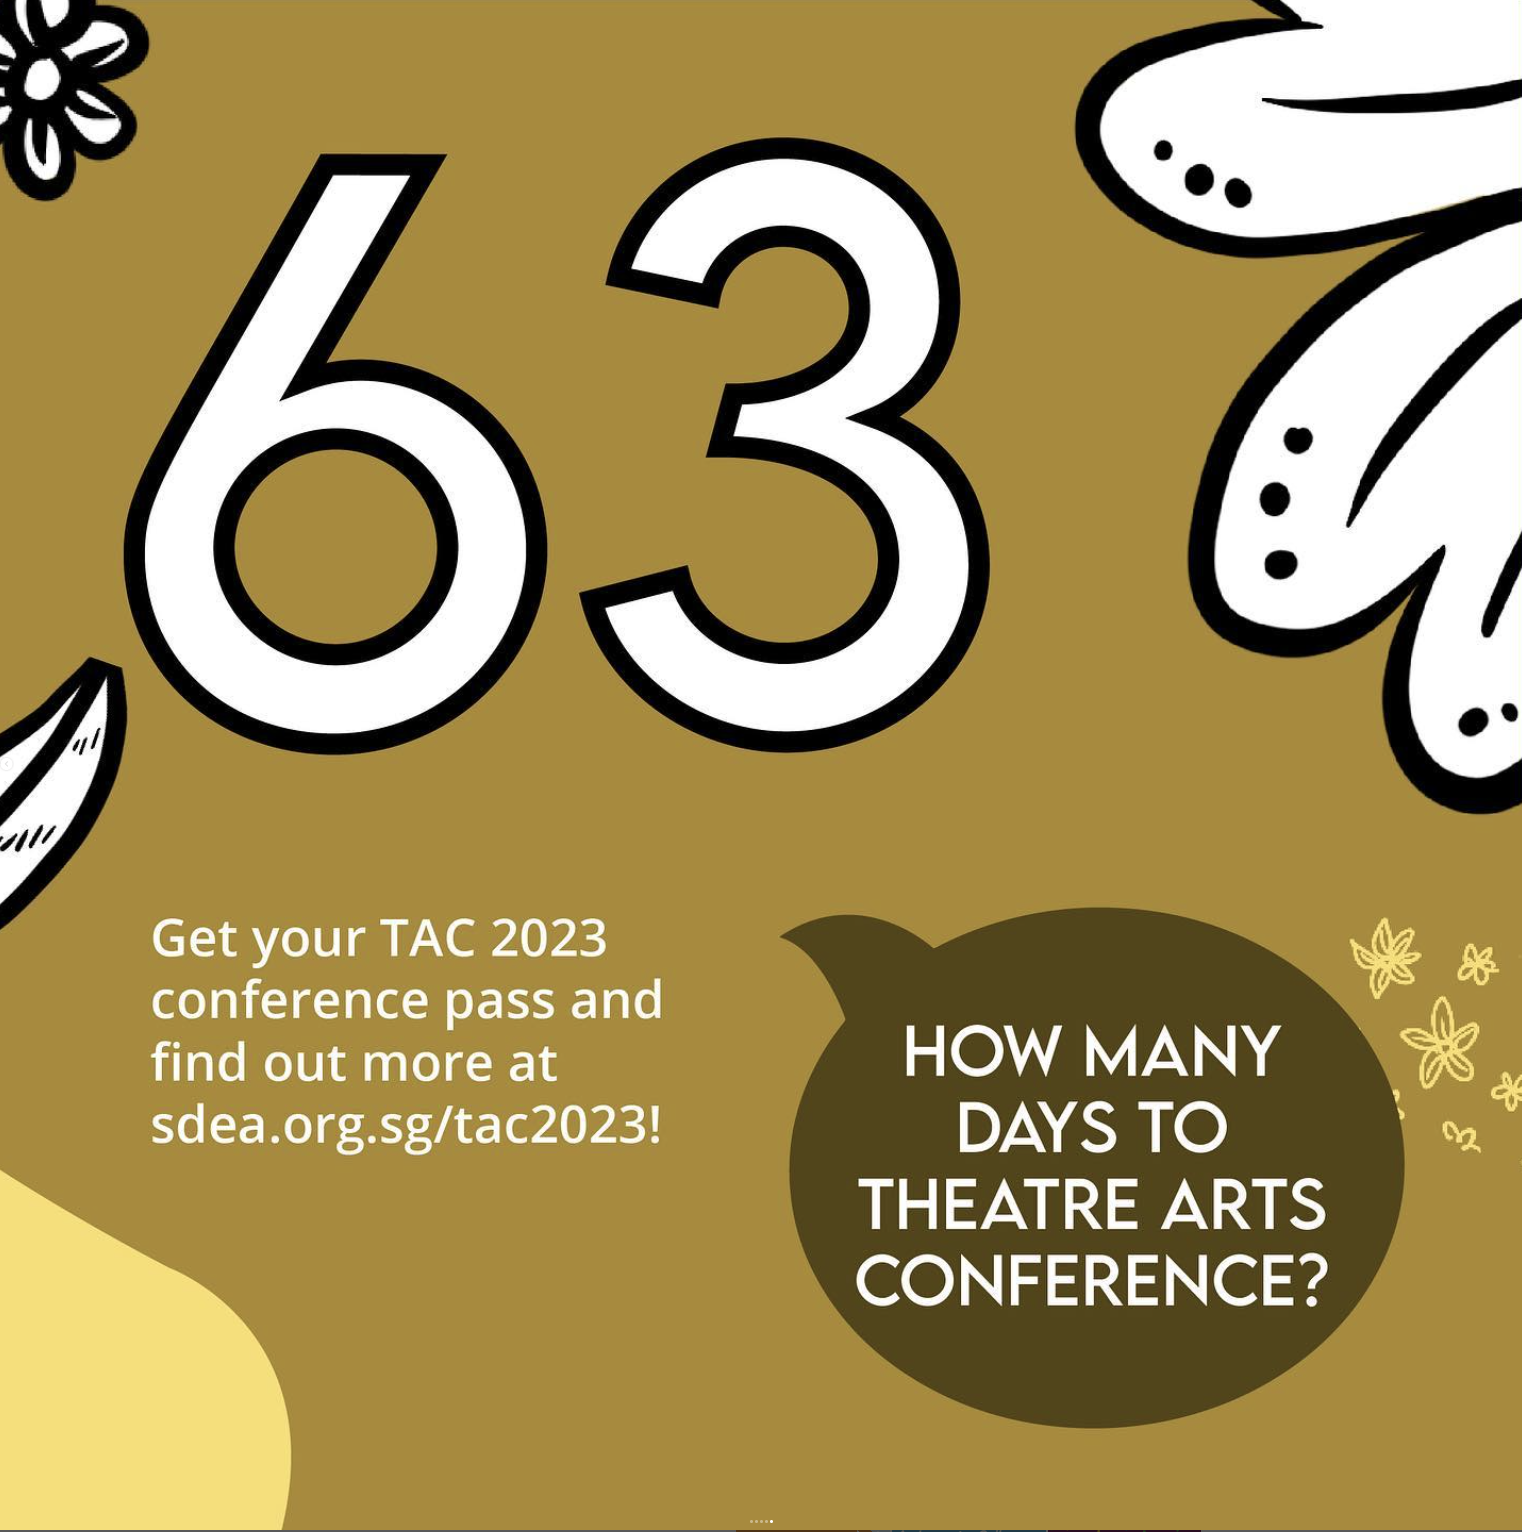 63
Get your TAC 2023
conference pass and
find out more at
sdea.org.sg/tac2023!
HOW MANY
DAYS TO
THEATRE ARTS
CONFERENCE?